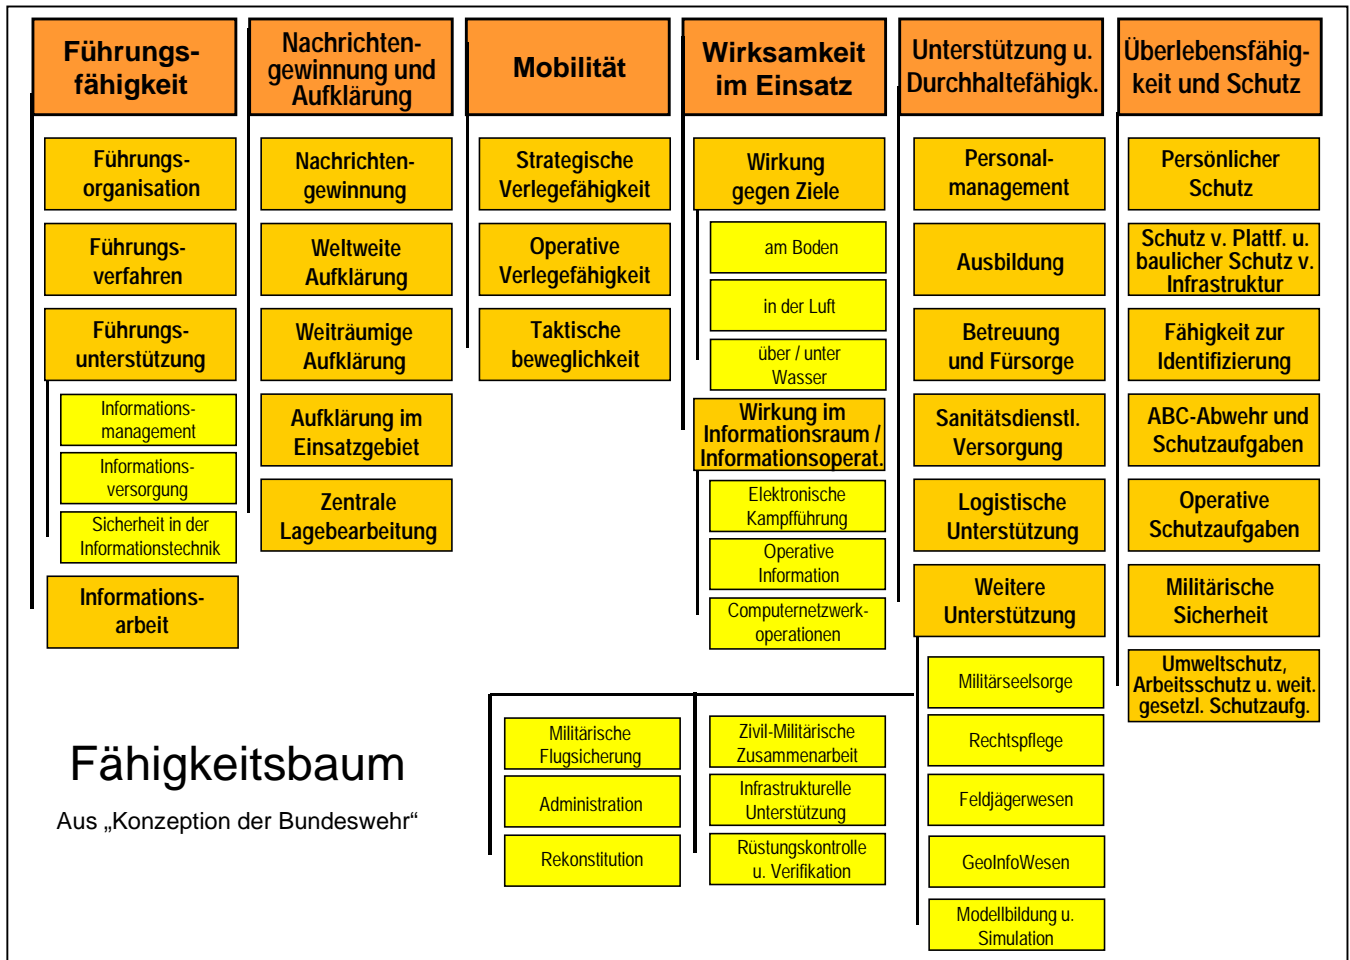 Führungs-
fähigkeit
Führungs-
organisation
Führungs-
verfahren
Führungs-
unterstützung
Informations-
management
Informations-
versorgung
Sicherheit in der
Informationstechnik
Informations-
arbeit
Nachrichten-
gewinnung und
Aufklärung
Nachrichten-
gewinnung
Weltweite
Aufklärung
Weiträumige
Aufklärung
Aufklärung im
Einsatzgebiet
Zentrale
Lagebearbeitung
Mobilität
Strategische
Verlegefähigkeit
Operative
Verlegefähigkeit
Taktische
beweglichkeit
Wirksamkeit
im Einsatz
Wirkung
gegen Ziele
am Boden
in der Luft
über / unter
Wasser
Wirkung im
Informationsraum /
Informationsoperat.
Elektronische
Kampfführung
Operative
Information
Computernetzwerk-
operationen
Unterstützung u.
Durchhaltefähigk.
Personal-
management
Ausbildung
Betreuung
und Fürsorge
Sanitätsdienstl.
Versorgung
Logistische
Unterstützung
Weitere
Unterstützung
Militärseelsorge
Rechtspflege
Feldjägerwesen
GeoInfoWesen
Modellbildung u.
Simulation
Zivil-Militärische
Zusammenarbeit
Infrastrukturelle
Unterstützung
Rüstungskontrolle
u. Verifikation
Militärische
Flugsicherung
Administration
Rekonstitution
Überlebensfähig-
keit und Schutz
Persönlicher
Schutz
Schutz v. Plattf. u.
baulicher Schutz v.
Infrastruktur
Fähigkeit zur
Identifizierung
ABC-Abwehr und
Schutzaufgaben
Operative
Schutzaufgaben
Militärische
Sicherheit
Umweltschutz,
Arbeitsschutz u. weit.
gesetzl. Schutzaufg.
Fähigkeitsbaum
Aus „Konzeption der Bundeswehr“